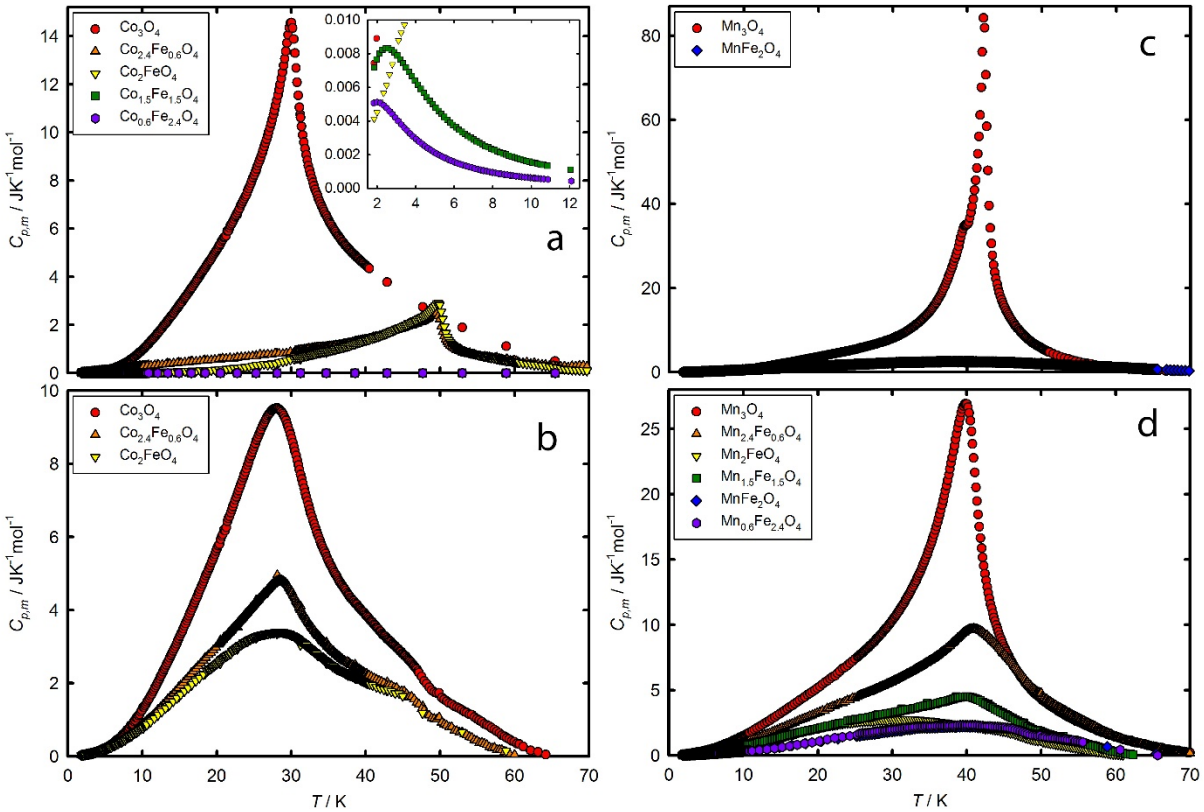 a
Co₃O₄
Co₂.₄Fe₀.₆O₄
Co₂FeO₄
Co₁.₅Fe₁.₅O₄
Co₀.₆Fe₂.₄O₄
C_{p,m} / JK⁻¹mol⁻¹
0
2
4
6
8
10
12
14
0.000
0.002
0.004
0.006
0.008
0.010
2 4 6 8 10 12
b
Co₃O₄
Co₂.₄Fe₀.₆O₄
Co₂FeO₄
C_{p,m} / JK⁻¹mol⁻¹
0
2
4
6
8
10
0 10 20 30 40 50 60 70
T / K
c
Mn₃O₄
MnFe₂O₄
C_{p,m} / JK⁻¹mol⁻¹
0
20
40
60
80
d
Mn₃O₄
Mn₂.₄Fe₀.₆O₄
Mn₂FeO₄
Mn₁.₅Fe₁.₅O₄
MnFe₂O₄
Mn₀.₆Fe₂.₄O₄
C_{p,m} / JK⁻¹mol⁻¹
0
5
10
15
20
25
0 10 20 30 40 50 60 70
T / K